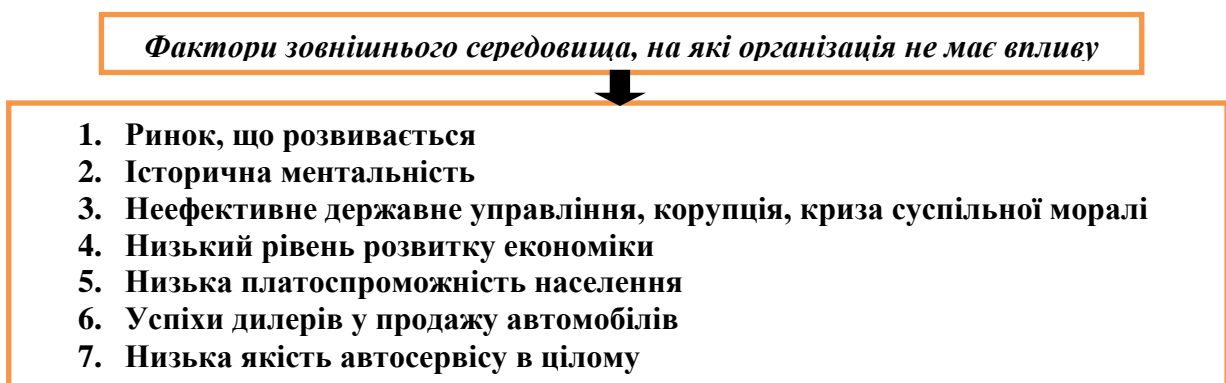 Фактори зовнішнього середовища, на які організація не має впливу
1. Ринок, що розвивається
2. Історична ментальність
3. Неефективне державне управління, корупція, криза суспільної моралі
4. Низький рівень розвитку економіки
5. Низька платоспроможність населення
6. Успіхи дилерів у продажу автомобілів
7. Низька якість автосервісу в цілому